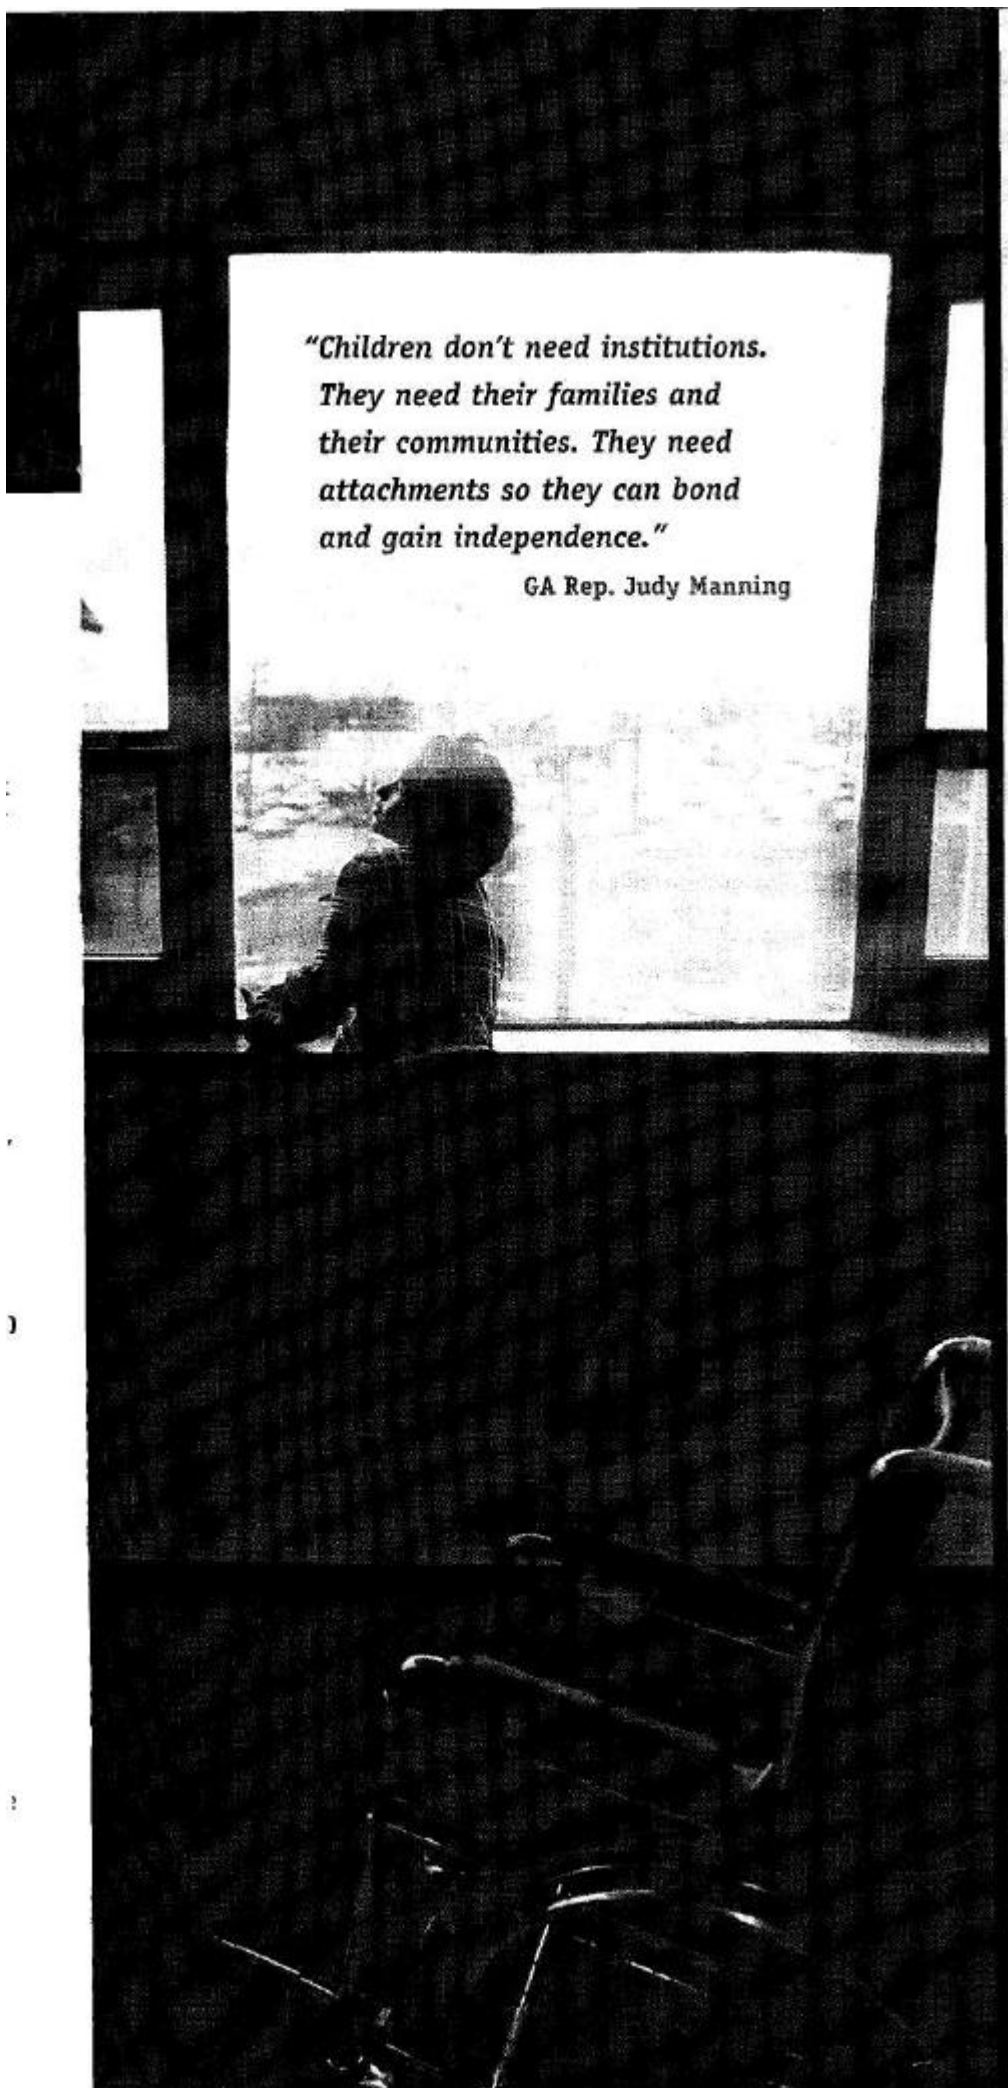 “Children don’t need institutions.
They need their families and
their communities. They need
attachments so they can bond
and gain independence.”
GA Rep. Judy Manning